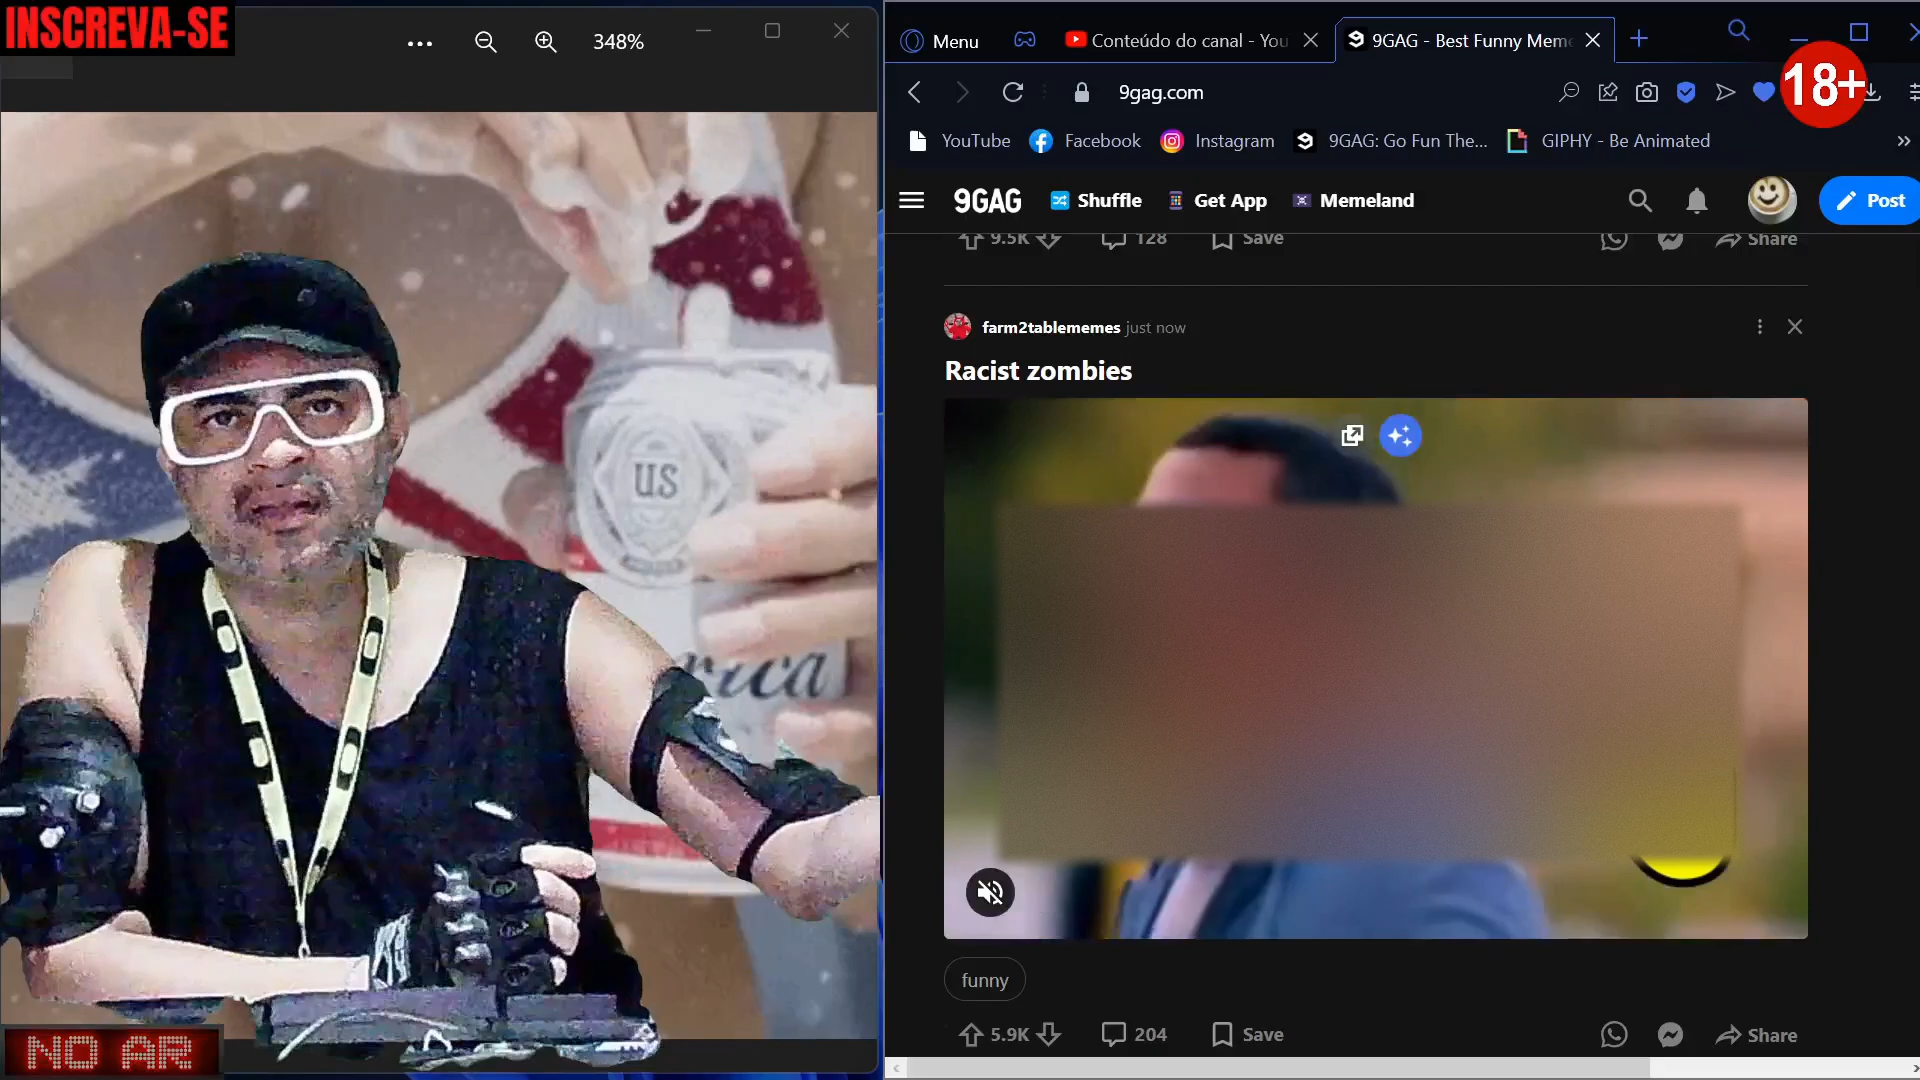 INSCREVA-SE
348%
US
rica
NO AR
Menu
Conteúdo do canal - You
9GAG - Best Funny Mem
9gag.com
18+
YouTube
Facebook
Instagram
9GAG: Go Fun The...
GIPHY - Be Animated
9GAG
Shuffle
Get App
Memeland
Post
9.5K
128
Save
Share
farm2tablememes just now
Racist zombies
funny
5.9K
204
Save
Share